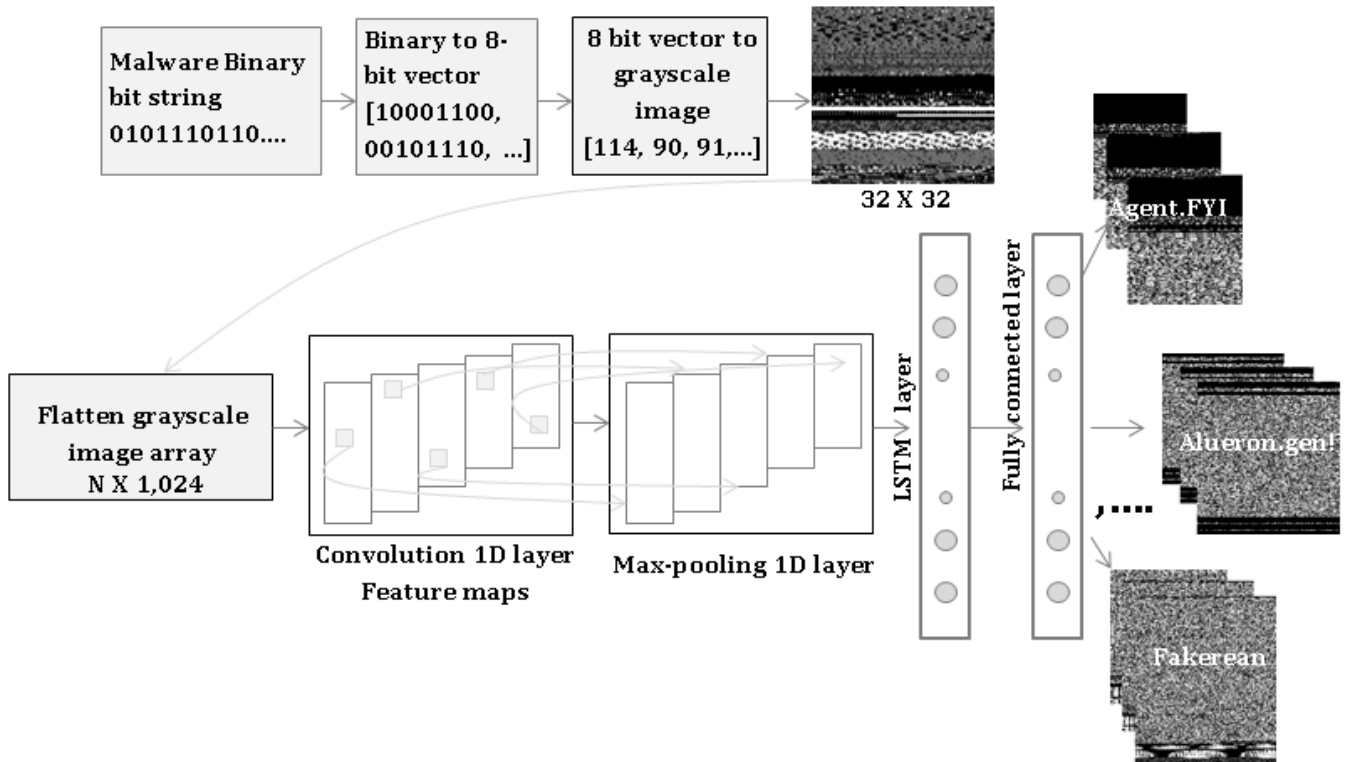 Malware Binary
bit string
0101110110....
Binary to 8-
bit vector
[10001100,
00101110, ...]
8 bit vector to
grayscale
image
[114, 90, 91,...]
32 X 32
Agent.FYI
Flatten grayscale
image array
N X 1,024
Convolution 1D layer
Feature maps
Max-pooling 1D layer
LSTM layer
Fully connected layer
Alueron.gen!
Fakerean